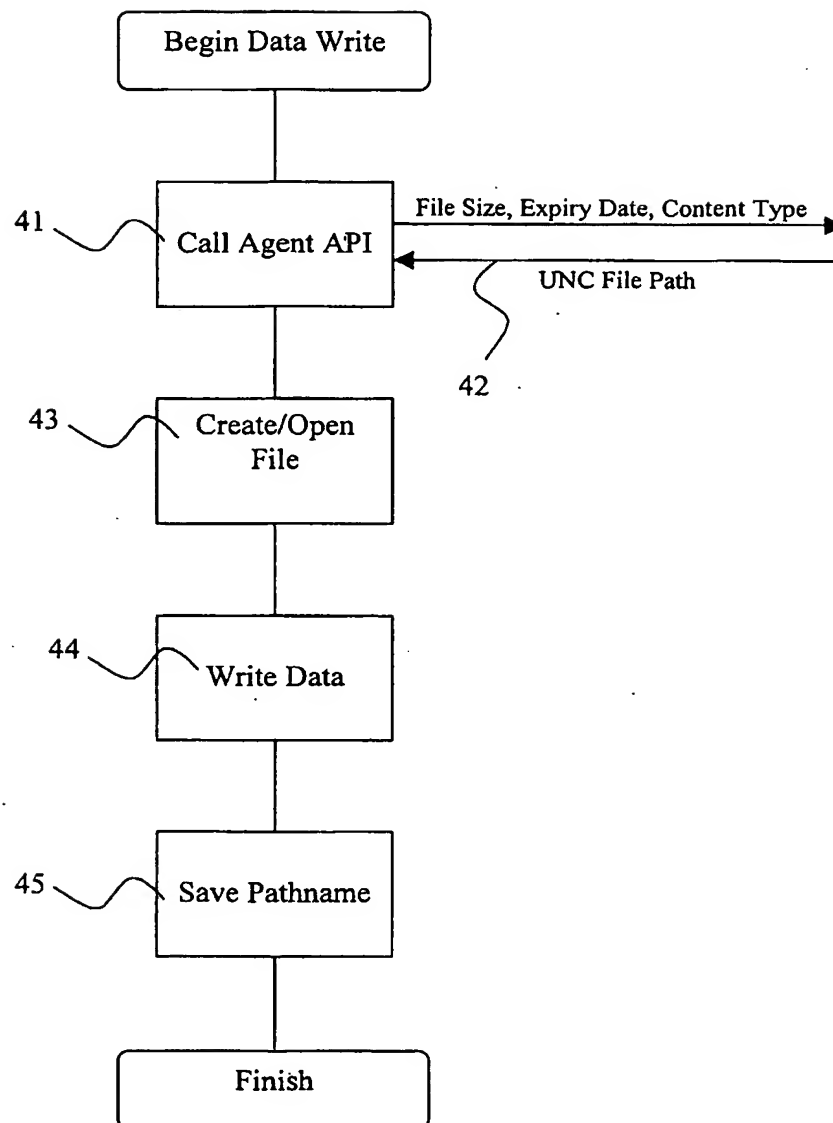 Begin Data Write
41
Call Agent API
File Size, Expiry Date, Content Type
UNC File Path
42
43
Create/Open
File
44
Write Data
45
Save Pathname
Finish